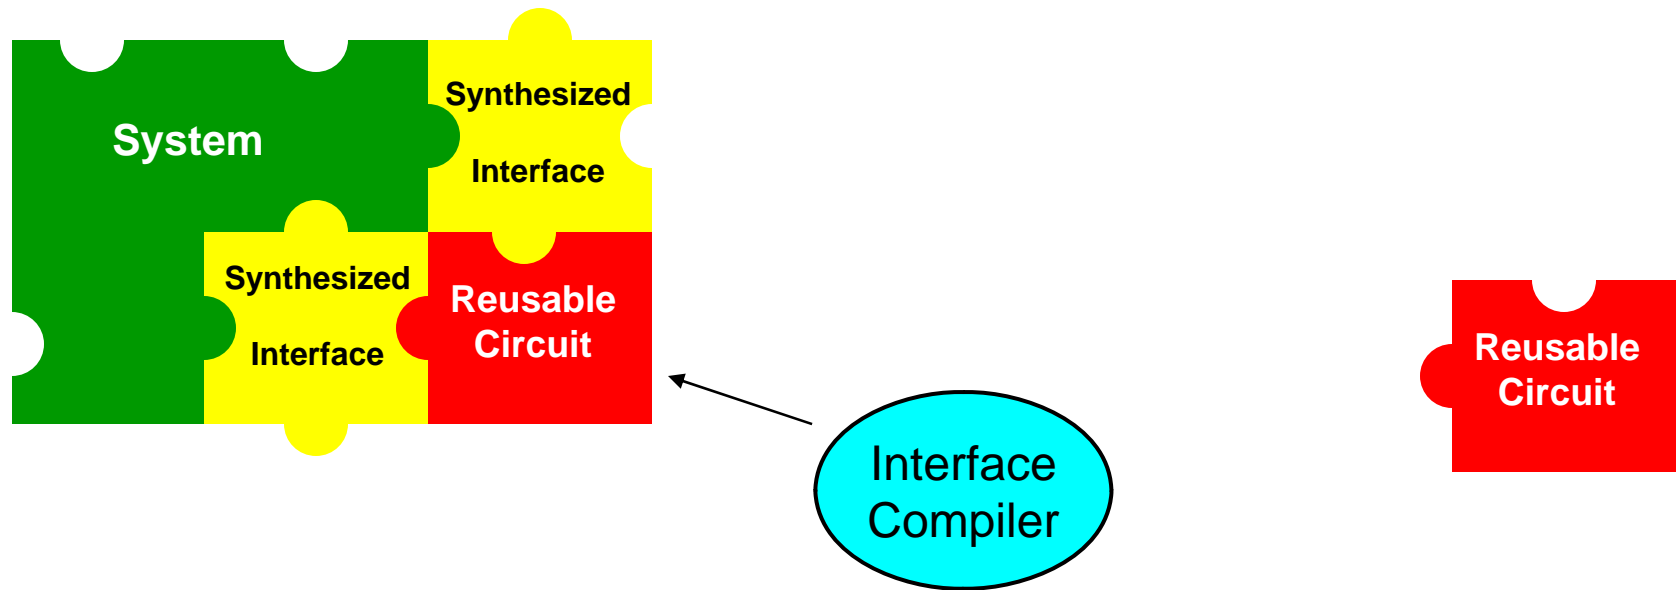 System
Synthesized
Interface
Synthesized
Interface
Reusable
Circuit
Interface
Compiler
Reusable
Circuit